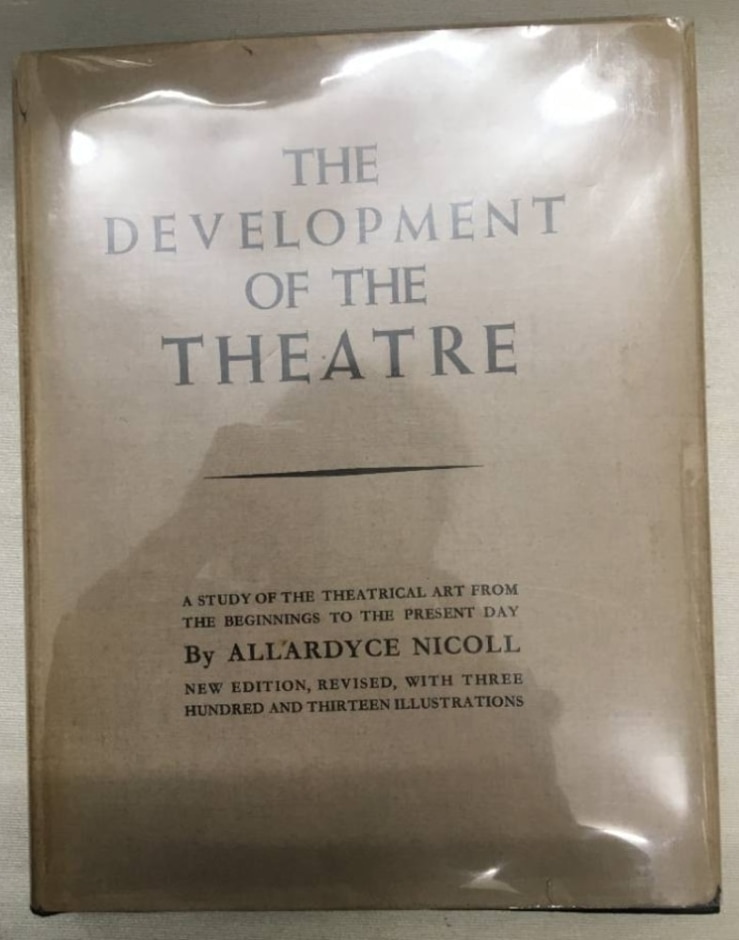 THE
DEVELOPMENT
OF THE
THEATRE
A STUDY OF THE THEATRICAL ART FROM
THE BEGINNINGS TO THE PRESENT DAY
By ALLARDYCE NICOLL
NEW EDITION, REVISED, WITH THREE
HUNDRED AND THIRTEEN ILLUSTRATIONS